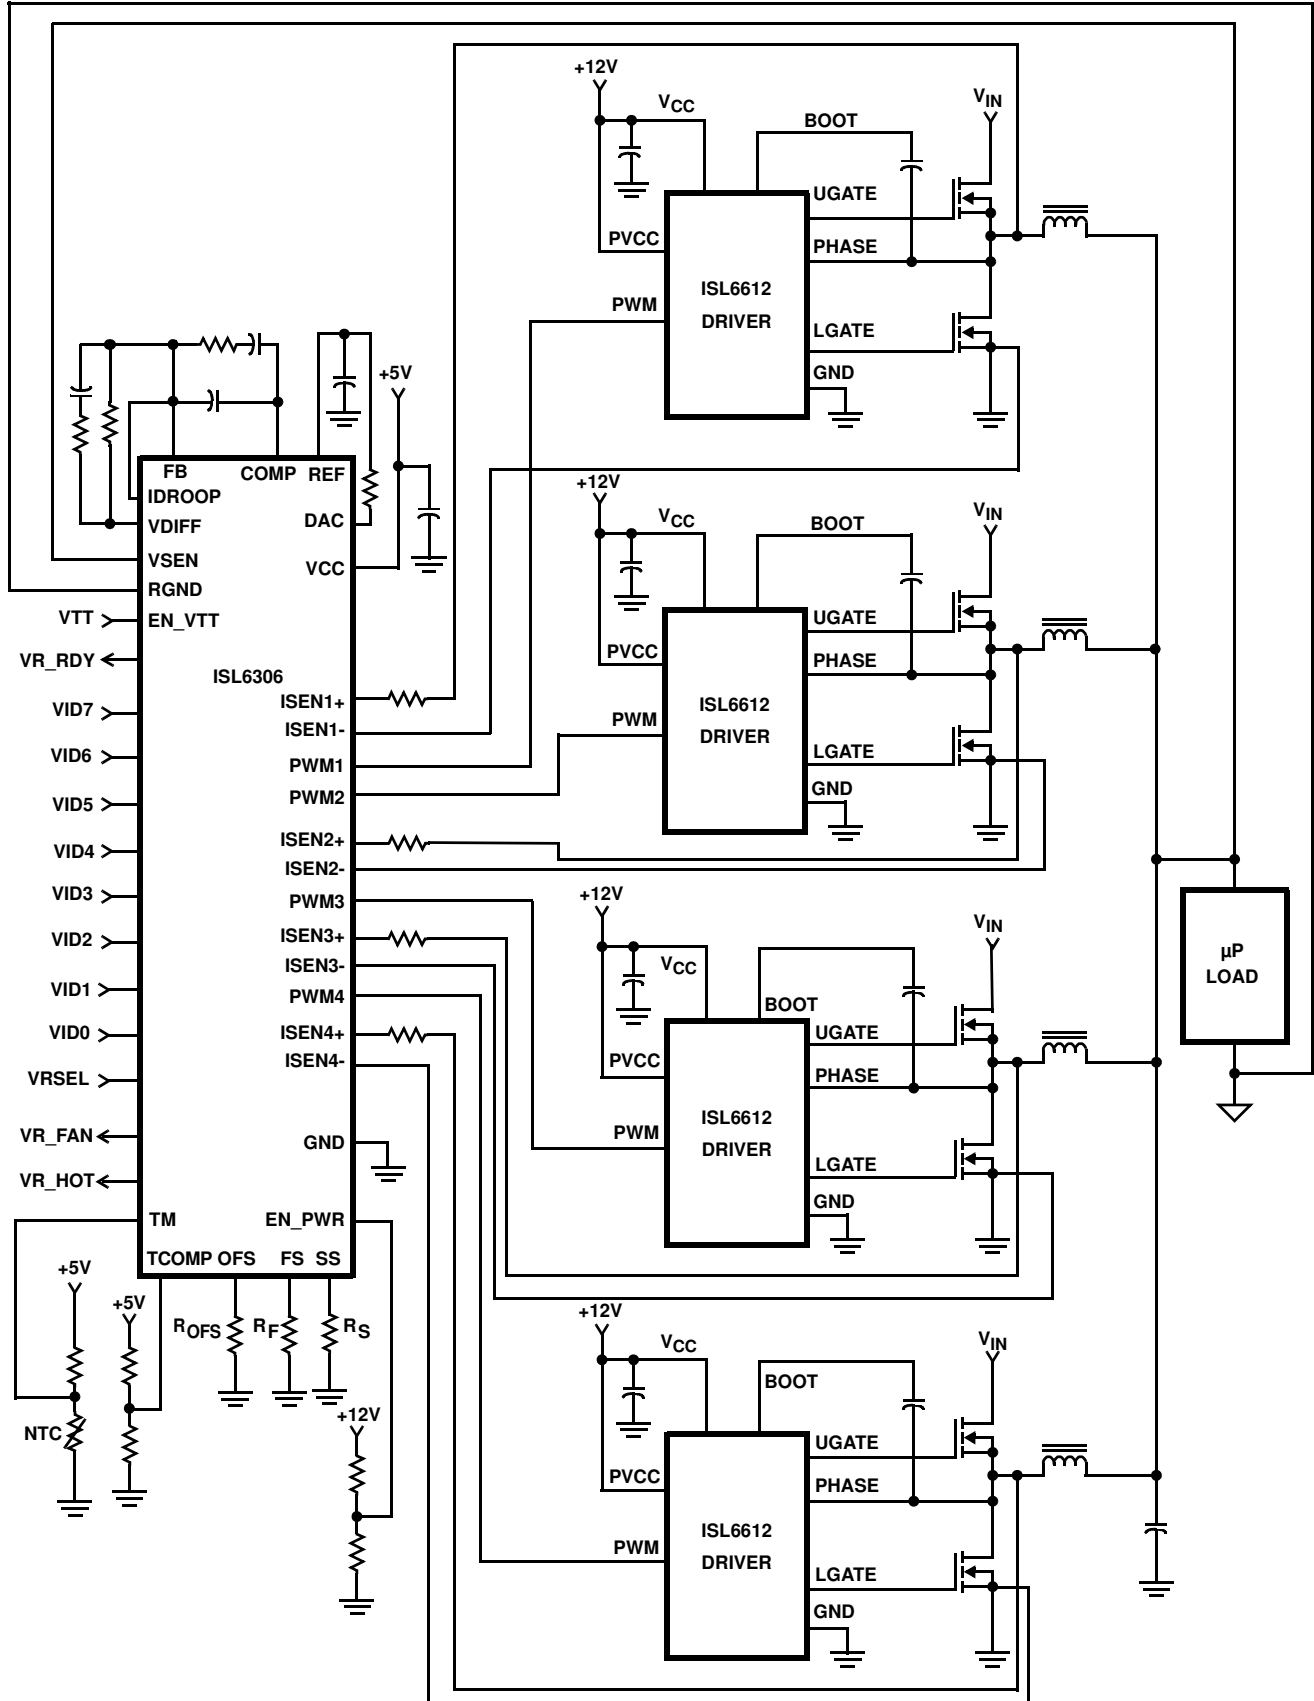 +12V
VCC
BOOT
VIN
UGATE
PVCC
PHASE
ISL6612
DRIVER
PWM
LGATE
GND
+5V
FB
COMP
REF
IDROOP
VDIFF
DAC
VSEN
VCC
RGND
VTT
EN_VTT
VR_RDY
ISL6306
VID7
VID6
VID5
VID4
VID3
VID2
VID1
VID0
VRSEL
VR_FAN
VR_HOT
ISEN1+
ISEN1-
PWM1
PWM2
ISEN2+
ISEN2-
PWM3
ISEN3+
ISEN3-
PWM4
ISEN4+
ISEN4-
GND
TM
EN_PWR
TCOMP
OFS
FS
SS
+5V
+5V
ROFS
RF
RS
NTC
+12V
+12V
VCC
BOOT
VIN
UGATE
PVCC
PHASE
ISL6612
DRIVER
PWM
LGATE
GND
+12V
VCC
BOOT
VIN
UGATE
PVCC
PHASE
ISL6612
DRIVER
PWM
LGATE
GND
µP
LOAD
+12V
VCC
BOOT
VIN
UGATE
PVCC
PHASE
ISL6612
DRIVER
PWM
LGATE
GND